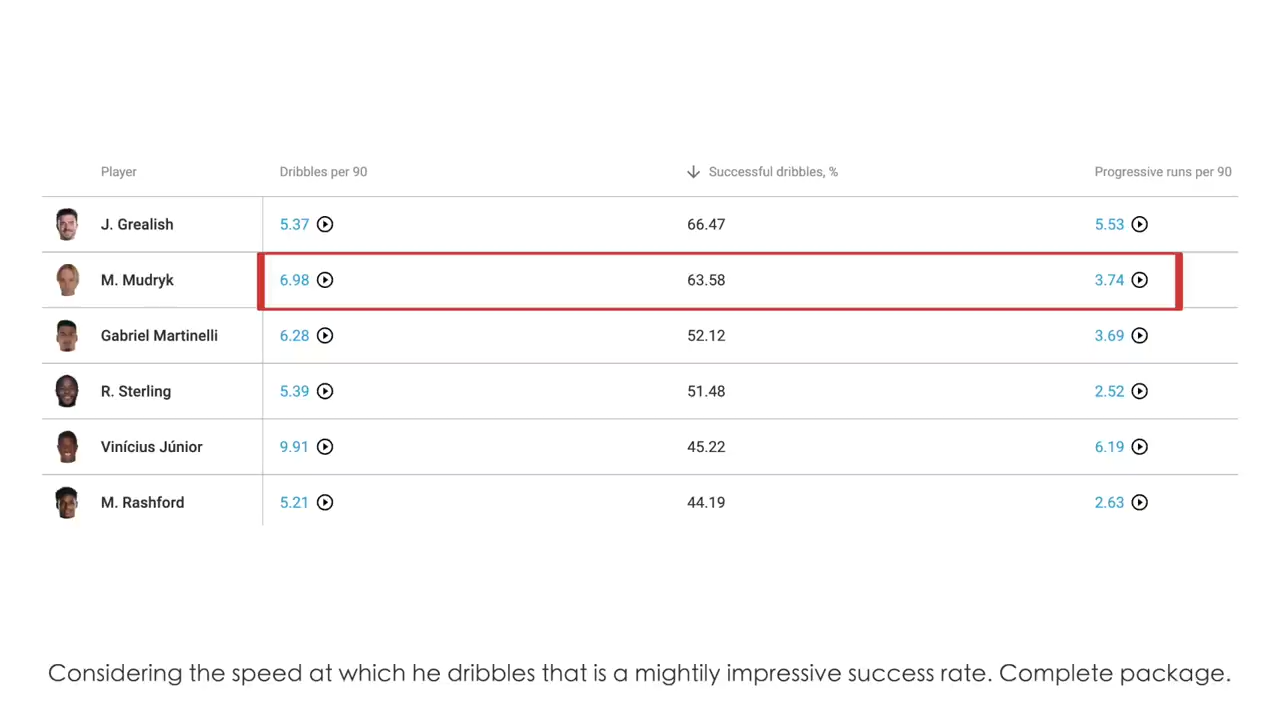 Player Dribbles per 90 ↓ Successful dribbles, % Progressive runs per 90
J. Grealish 5.37 66.47 5.53
M. Mudryk 6.98 63.58 3.74
Gabriel Martinelli 6.28 52.12 3.69
R. Sterling 5.39 51.48 2.52
Vinícius Júnior 9.91 45.22 6.19
M. Rashford 5.21 44.19 2.63
Considering the speed at which he dribbles that is a mightily impressive success rate. Complete package.